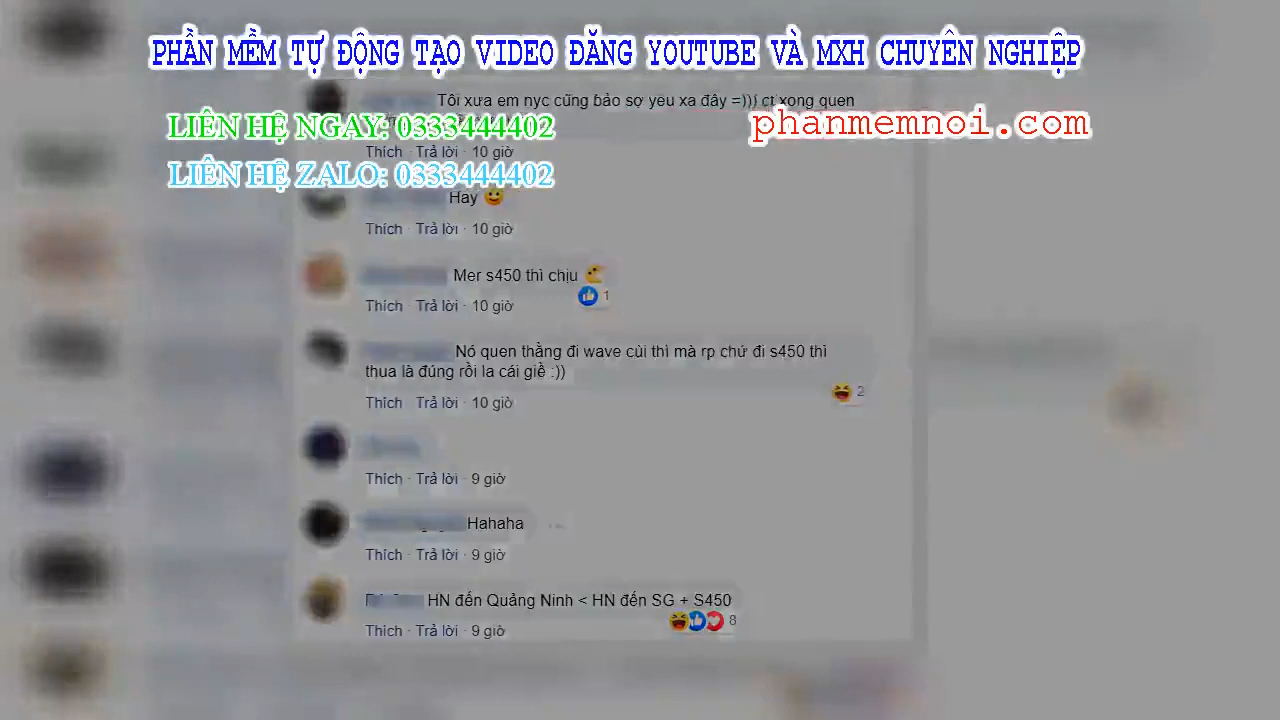 PHẦN MỀM TỰ ĐỘNG TẠO VIDEO ĐĂNG YOUTUBE VÀ MXH CHUYÊN NGHIỆP
Tôi xưa em nyc cũng bảo sợ yêu xa đấy =))) ct xong quen
LIÊN HỆ NGAY: 0333444402
phanmemnoi.com
Thích · Trả lời · 10 giờ
LIÊN HỆ ZALO: 0333444402
Hay
Thích · Trả lời · 10 giờ
Mer s450 thì chịu
1
Thích · Trả lời · 10 giờ
Nó quen thằng đi wave cùi thì mà rp chứ đi s450 thì
thua là đúng rồi la cái giề :))
2
Thích · Trả lời · 10 giờ
Thích · Trả lời · 9 giờ
Hahaha
Thích · Trả lời · 9 giờ
HN đến Quảng Ninh < HN đến SG + S450
8
Thích · Trả lời · 9 giờ